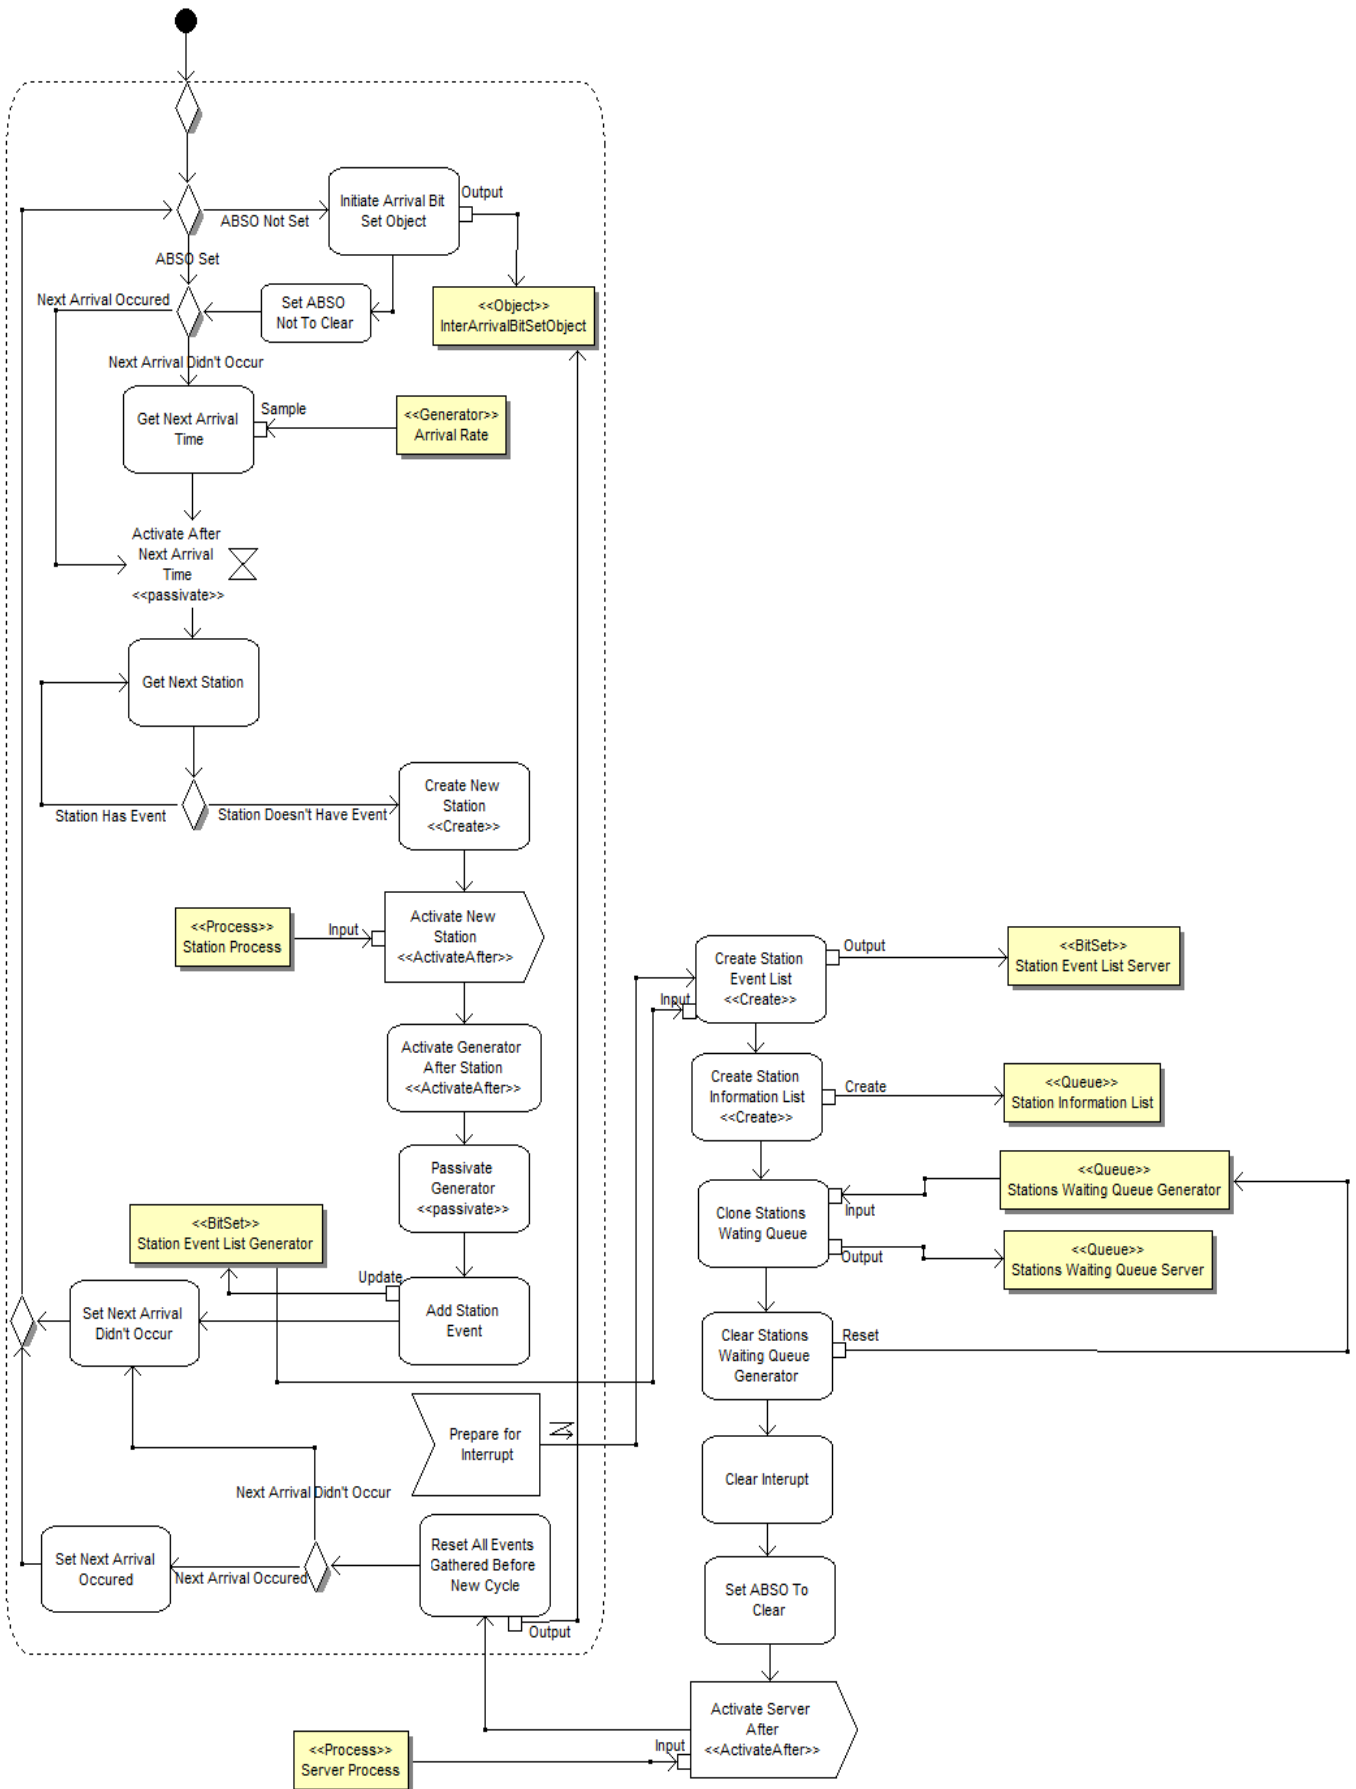 Initiate Arrival Bit
Set Object
Output
ABSO Not Set
ABSO Set
Next Arrival Occured
Set ABSO
Not To Clear
<<Object>>
InterArrivalBitSetObject
Next Arrival Didn't Occur
Get Next Arrival
Time
Sample
<<Generator>>
Arrival Rate
Activate After
Next Arrival
Time
<<passivate>>
Get Next Station
Station Has Event
Station Doesn't Have Event
Create New
Station
<<Create>>
<<Process>>
Station Process
Input
Activate New
Station
<<ActivateAfter>>
Activate Generator
After Station
<<ActivateAfter>>
Passivate
Generator
<<passivate>>
<<BitSet>>
Station Event List Generator
Update
Add Station
Event
Set Next Arrival
Didn't Occur
Prepare for
Interrupt
Next Arrival Didn't Occur
Set Next Arrival
Occured
Next Arrival Occured
Reset All Events
Gathered Before
New Cycle
Output
Create Station
Event List
<<Create>>
Input
Output
<<BitSet>>
Station Event List Server
Create Station
Information List
<<Create>>
Create
<<Queue>>
Station Information List
Clone Stations
Wating Queue
Input
Output
<<Queue>>
Stations Waiting Queue Generator
<<Queue>>
Stations Waiting Queue Server
Clear Stations
Waiting Queue
Generator
Reset
Clear Interupt
Set ABSO To
Clear
Activate Server
After
<<ActivateAfter>>
Input
<<Process>>
Server Process